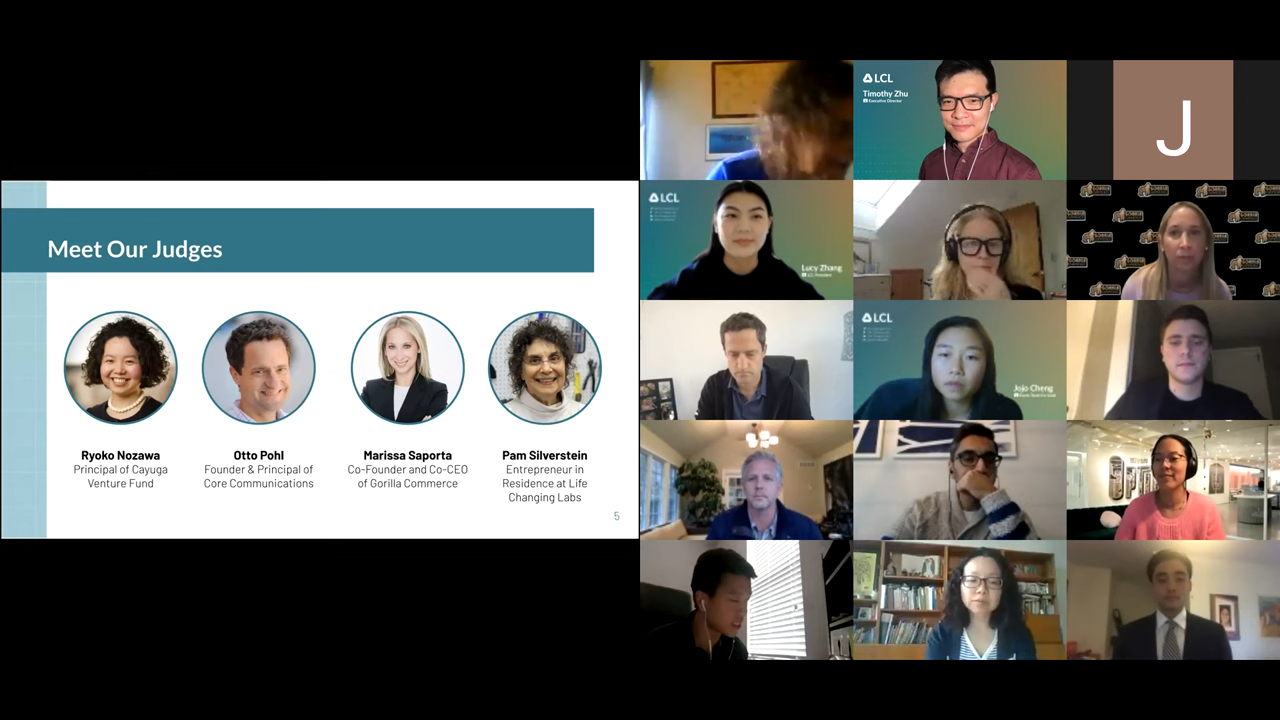 Meet Our Judges
Ryoko Nozawa
Principal of Cayuga
Venture Fund
Otto Pohl
Founder & Principal of
Core Communications
Marissa Saporta
Co-Founder and Co-CEO
of Gorilla Commerce
Pam Silverstein
Entrepreneur in
Residence at Life
Changing Labs
5
LCL
Timothy Zhu
Executive Director
J
LCL
Lucy Zhang
LCL
Jojo Cheng